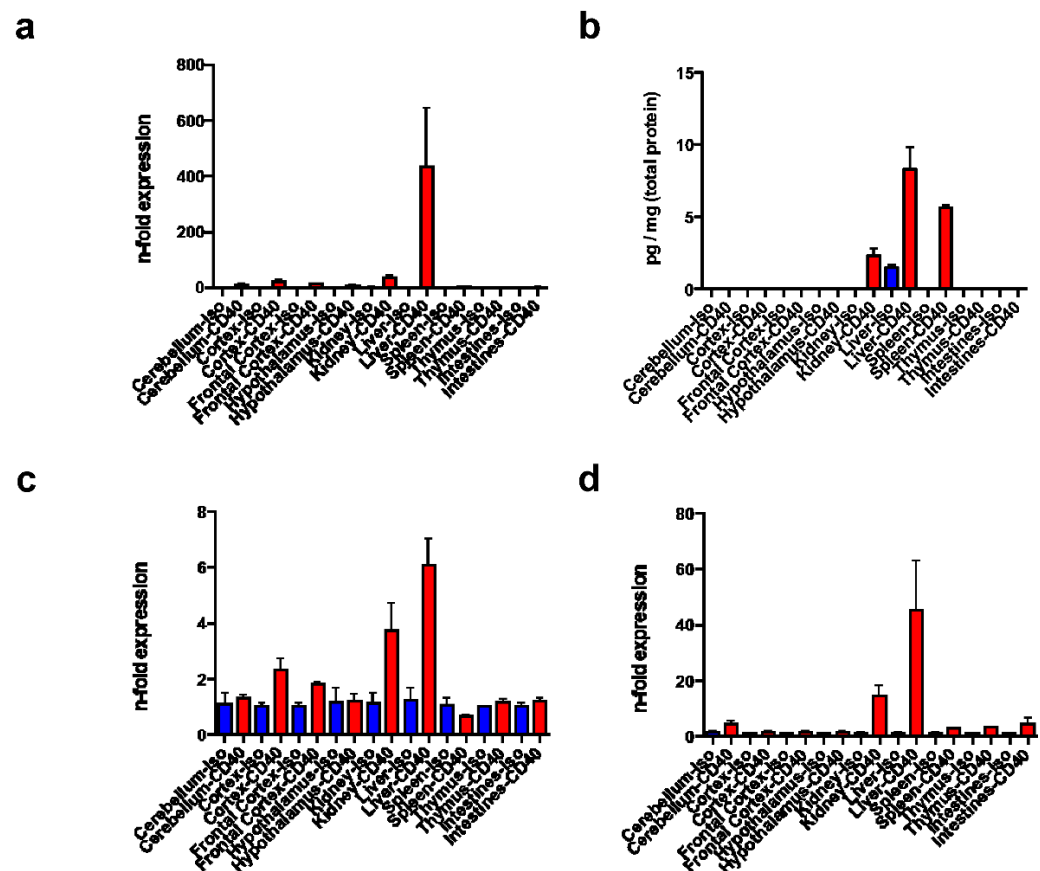 a
800
600
400
200
0
n-fold expression
Cerebellum-Iso
Cerebellum-CD40
Cortex-Iso
Cortex-CD40
Frontal Cortex-Iso
Frontal Cortex-CD40
Hypothalamus-Iso
Hypothalamus-CD40
Kidney-Iso
Kidney-CD40
Liver-Iso
Liver-CD40
Spleen-Iso
Spleen-CD40
Thymus-Iso
Thymus-CD40
Intestines-Iso
Intestines-CD40
b
15
10
5
0
pg / mg (total protein)
Cerebellum-Iso
Cerebellum-CD40
Cortex-Iso
Cortex-CD40
Frontal Cortex-Iso
Frontal Cortex-CD40
Hypothalamus-Iso
Hypothalamus-CD40
Kidney-Iso
Kidney-CD40
Liver-Iso
Liver-CD40
Spleen-Iso
Spleen-CD40
Thymus-Iso
Thymus-CD40
Intestines-Iso
Intestines-CD40
c
8
6
4
2
0
n-fold expression
Cerebellum-Iso
Cerebellum-CD40
Cortex-Iso
Cortex-CD40
Frontal Cortex-Iso
Frontal Cortex-CD40
Hypothalamus-Iso
Hypothalamus-CD40
Kidney-Iso
Kidney-CD40
Liver-Iso
Liver-CD40
Spleen-Iso
Spleen-CD40
Thymus-Iso
Thymus-CD40
Intestines-Iso
Intestines-CD40
d
80
60
40
20
0
n-fold expression
Cerebellum-Iso
Cerebellum-CD40
Cortex-Iso
Cortex-CD40
Frontal Cortex-Iso
Frontal Cortex-CD40
Hypothalamus-Iso
Hypothalamus-CD40
Kidney-Iso
Kidney-CD40
Liver-Iso
Liver-CD40
Spleen-Iso
Spleen-CD40
Thymus-Iso
Thymus-CD40
Intestines-Iso
Intestines-CD40